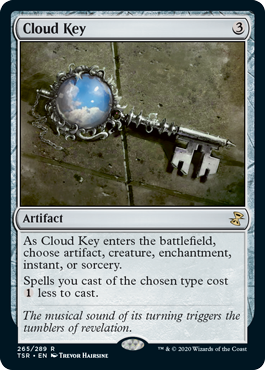 Cloud Key 3
Artifact
As Cloud Key enters the battlefield,
choose artifact, creature, enchantment,
instant, or sorcery.
Spells you cast of the chosen type cost
1 less to cast.
The musical sound of its turning triggers the
tumblers of revelation.
265/289 R
TSR • EN TREVOR HAIRSINE
™ & © 2020 Wizards of the Coast